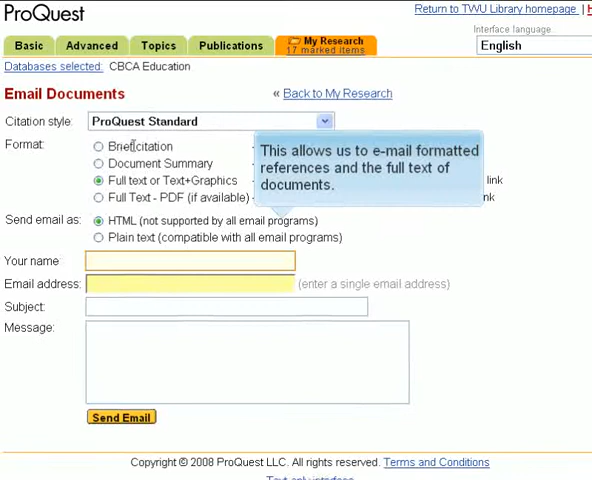 ProQuest
Return to TWU Library homepage | H
Interface language:
English
Basic Advanced Topics Publications My Research
17 marked items
Databases selected: CBCA Education
Email Documents
« Back to My Research
Citation style: ProQuest Standard
Format: Brief citation
Document Summary
Full text or Text+Graphics - link
Full Text - PDF (if available) - nk
This allows us to e-mail formatted
references and the full text of
documents.
Send email as: HTML (not supported by all email programs)
Plain text (compatible with all email programs)
Your name
Email address: (enter a single email address)
Subject:
Message:
Send Email
Copyright © 2008 ProQuest LLC. All rights reserved. Terms and Conditions
Text-only interface